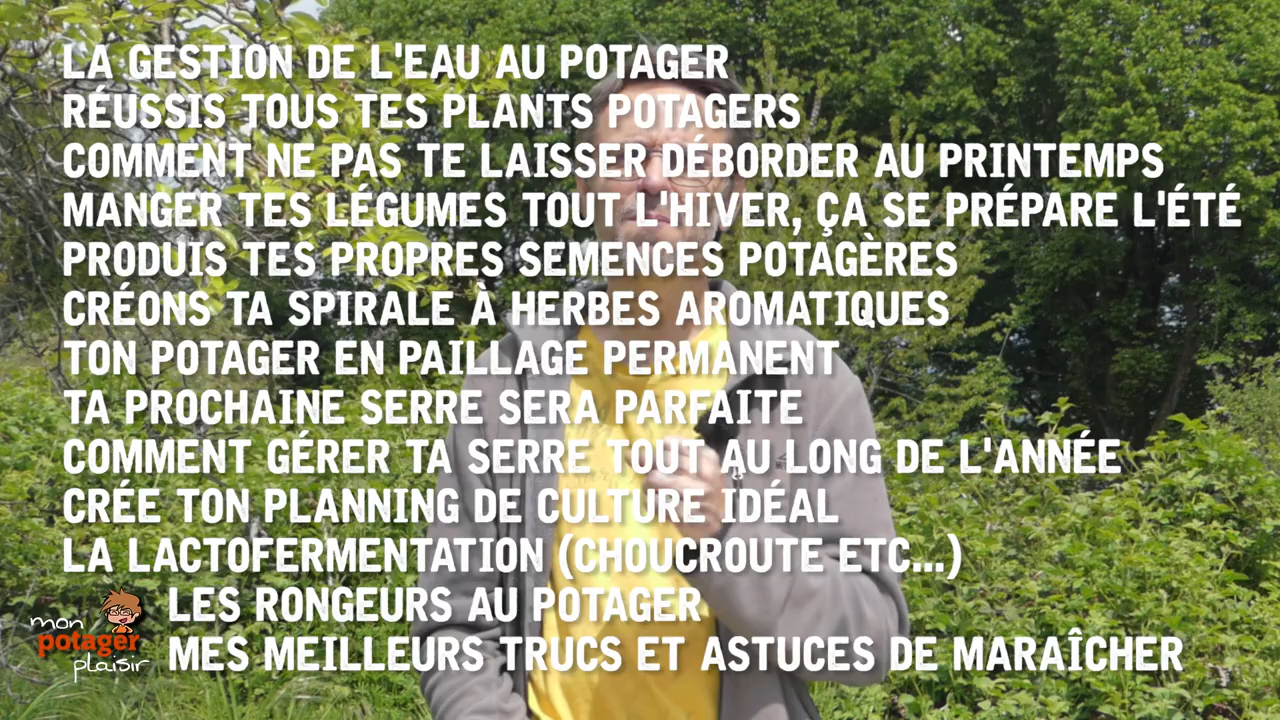 LA GESTION DE L'EAU AU POTAGER
RÉUSSIS TOUS TES PLANTS POTAGERS
COMMENT NE PAS TE LAISSER DÉBORDER AU PRINTEMPS
MANGER TES LÉGUMES TOUT L'HIVER, ÇA SE PRÉPARE L'ÉTÉ
PRODUIS TES PROPRES SEMENCES POTAGÈRES
CRÉONS TA SPIRALE À HERBES AROMATIQUES
TON POTAGER EN PAILLAGE PERMANENT
TA PROCHAINE SERRE SERA PARFAITE
COMMENT GÉRER TA SERRE TOUT AU LONG DE L'ANNÉE
CRÉE TON PLANNING DE CULTURE IDÉAL
LA LACTOFERMENTATION (CHOUCROUTE ETC...)
LES RONGEURS AU POTAGER
MES MEILLEURS TRUCS ET ASTUCES DE MARAÎCHER
mon
potager
plaisir